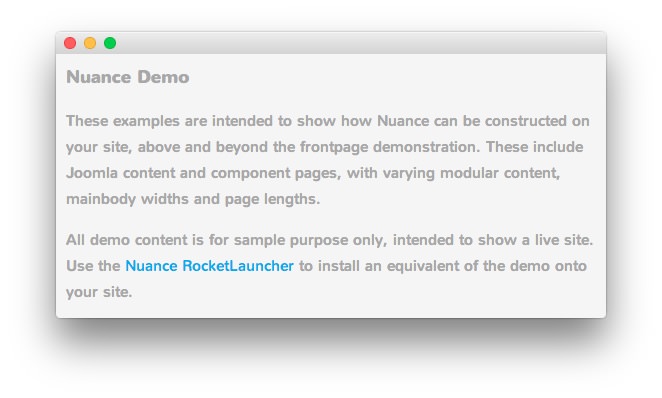 Nuance Demo
These examples are intended to show how Nuance can be constructed on
your site, above and beyond the frontpage demonstration. These include
Joomla content and component pages, with varying modular content,
mainbody widths and page lengths.
All demo content is for sample purpose only, intended to show a live site.
Use the Nuance RocketLauncher to install an equivalent of the demo onto
your site.